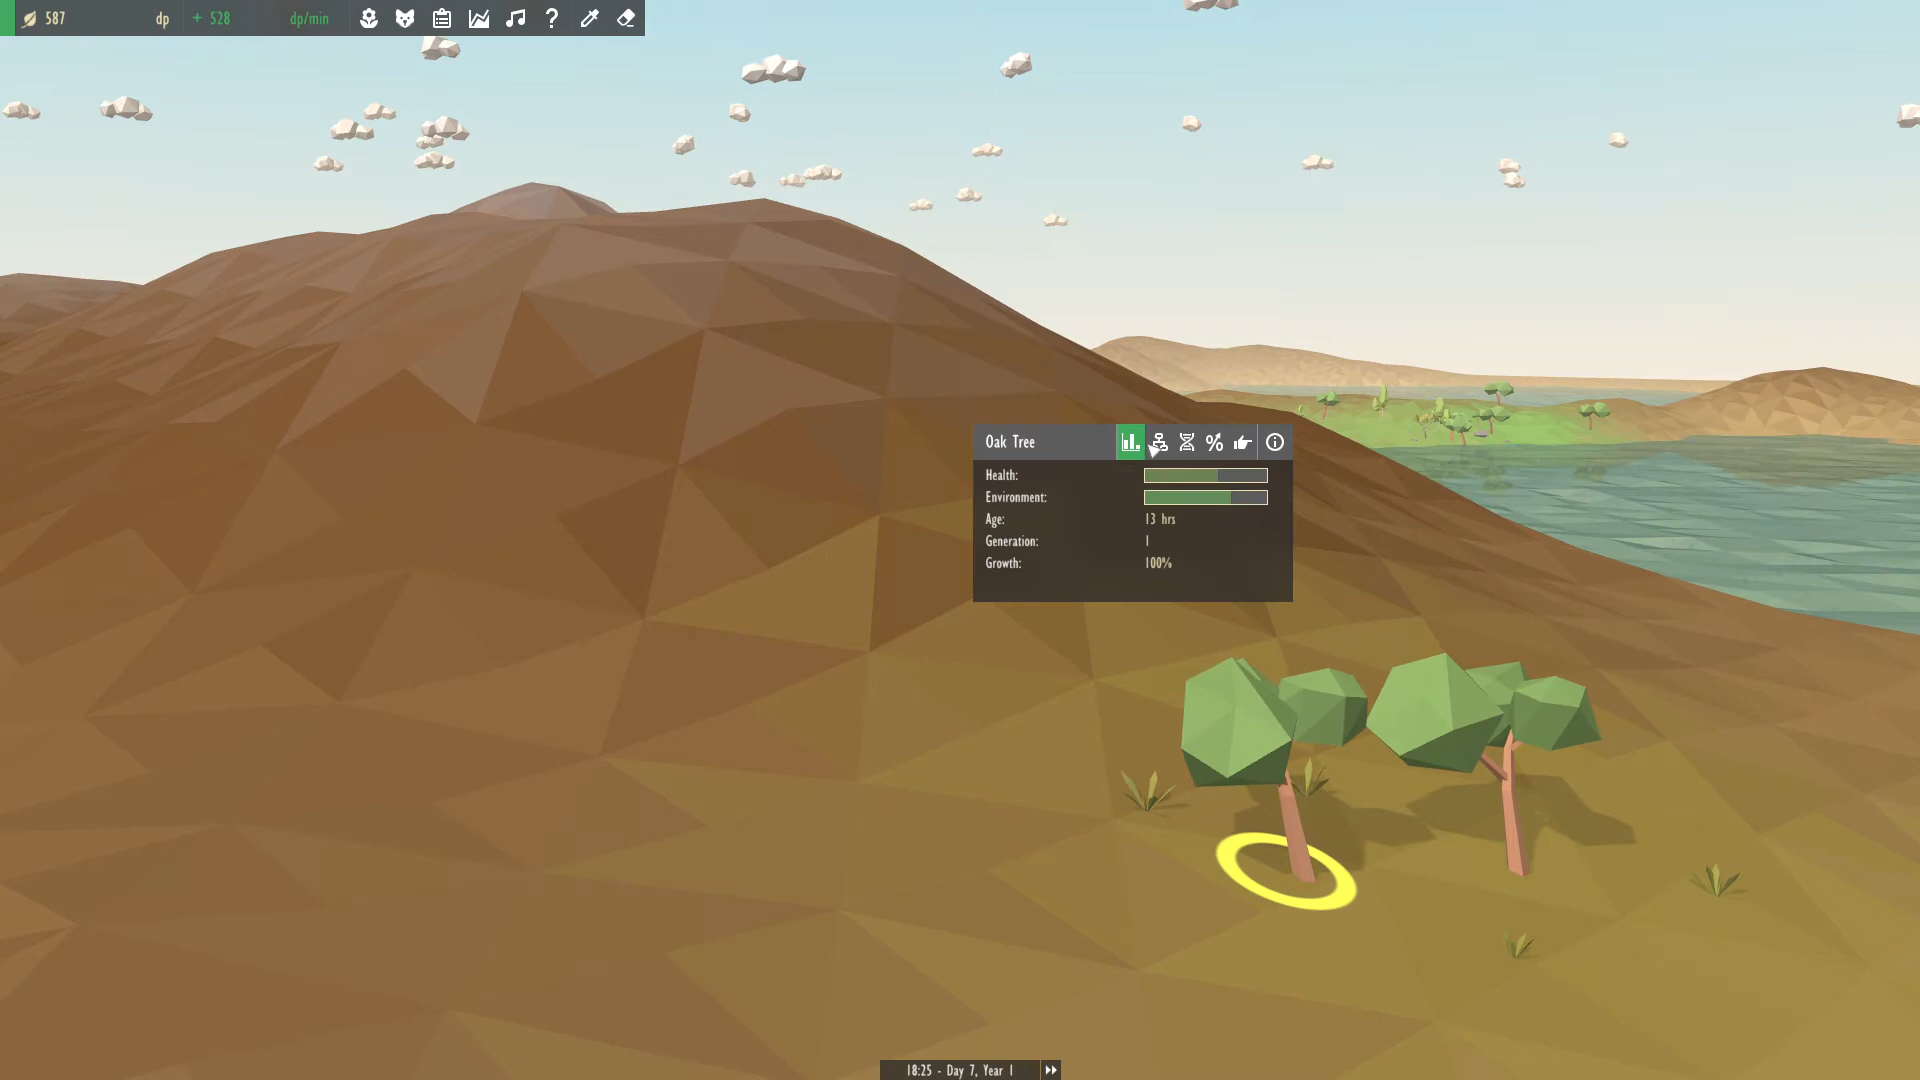 587 dp + 528 dp/min ?
Oak Tree
Health:
Environment:
Age: 13 hrs
Generation: 1
Growth: 100%
18:25 - Day 7, Year 1